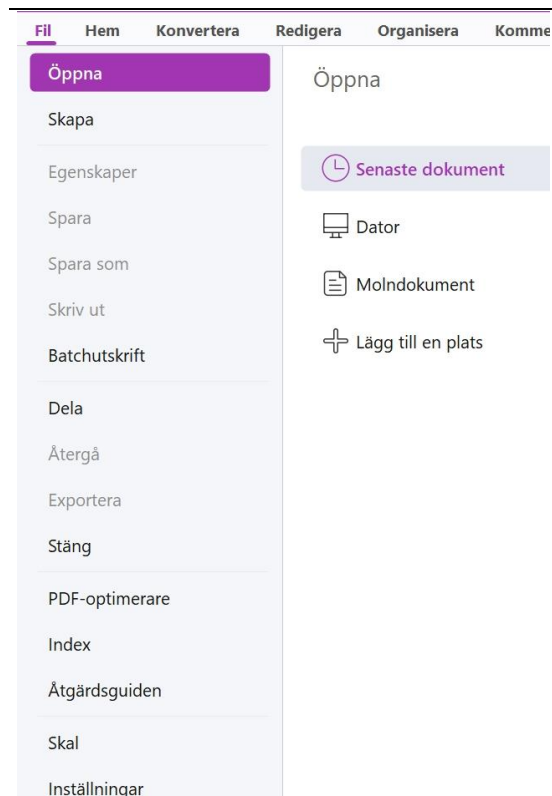 Fil Hem Konvertera Redigera Organisera Komme
Öppna
Skapa
Egenskaper
Spara
Spara som
Skriv ut
Batchutskrift
Dela
Återgå
Exportera
Stäng
PDF-optimerare
Index
Åtgärdsguiden
Skal
Inställningar
Öppna
Senaste dokument
Dator
Molndokument
Lägg till en plats